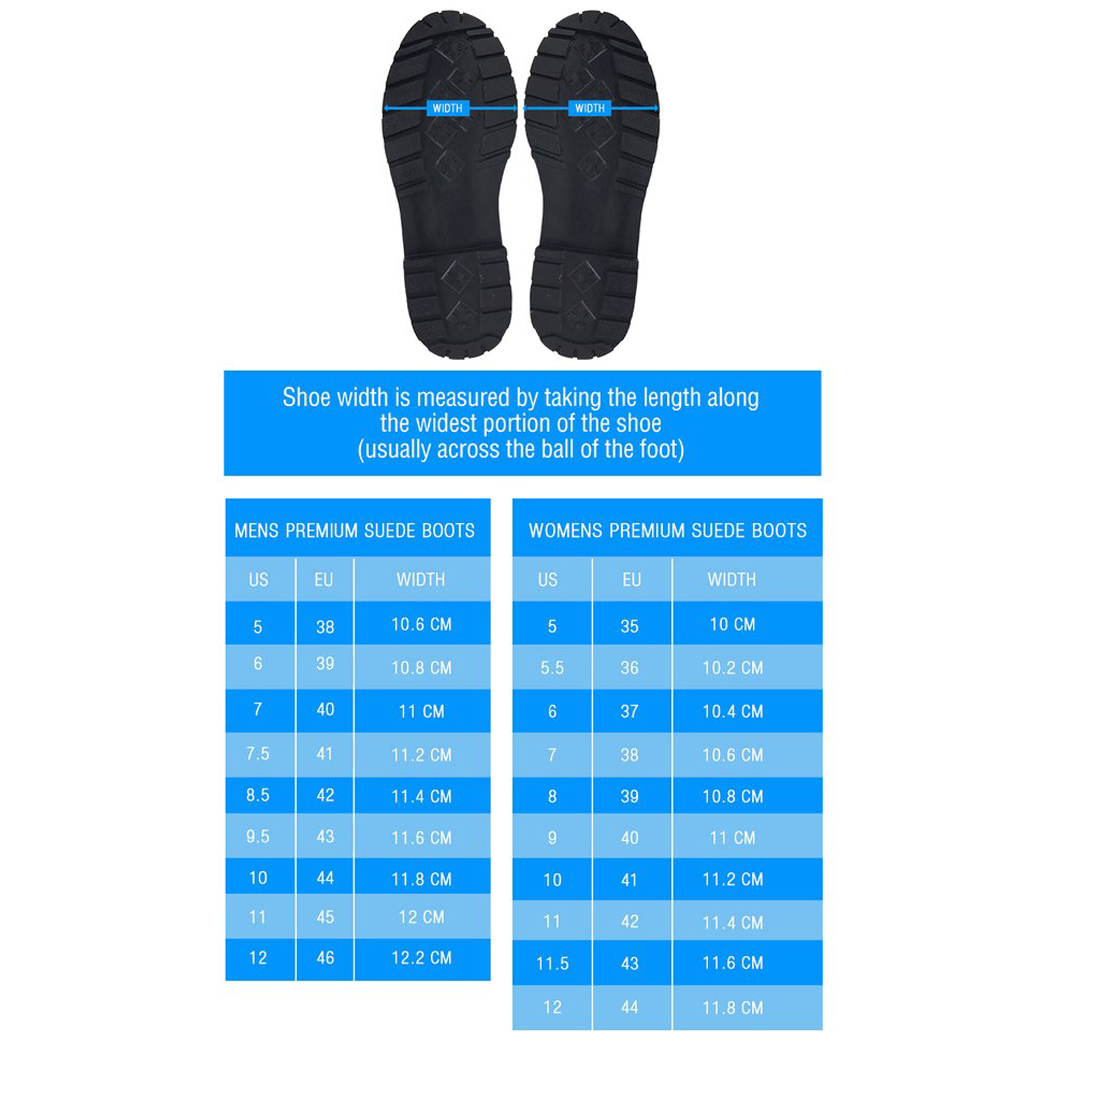 WIDTH WIDTH
Shoe width is measured by taking the length along
the widest portion of the shoe
(usually across the ball of the foot)
MENS PREMIUM SUEDE BOOTS
US EU WIDTH
5 38 10.6 CM
6 39 10.8 CM
7 40 11 CM
7.5 41 11.2 CM
8.5 42 11.4 CM
9.5 43 11.6 CM
10 44 11.8 CM
11 45 12 CM
12 46 12.2 CM
WOMENS PREMIUM SUEDE BOOTS
US EU WIDTH
5 35 10 CM
5.5 36 10.2 CM
6 37 10.4 CM
7 38 10.6 CM
8 39 10.8 CM
9 40 11 CM
10 41 11.2 CM
11 42 11.4 CM
11.5 43 11.6 CM
12 44 11.8 CM